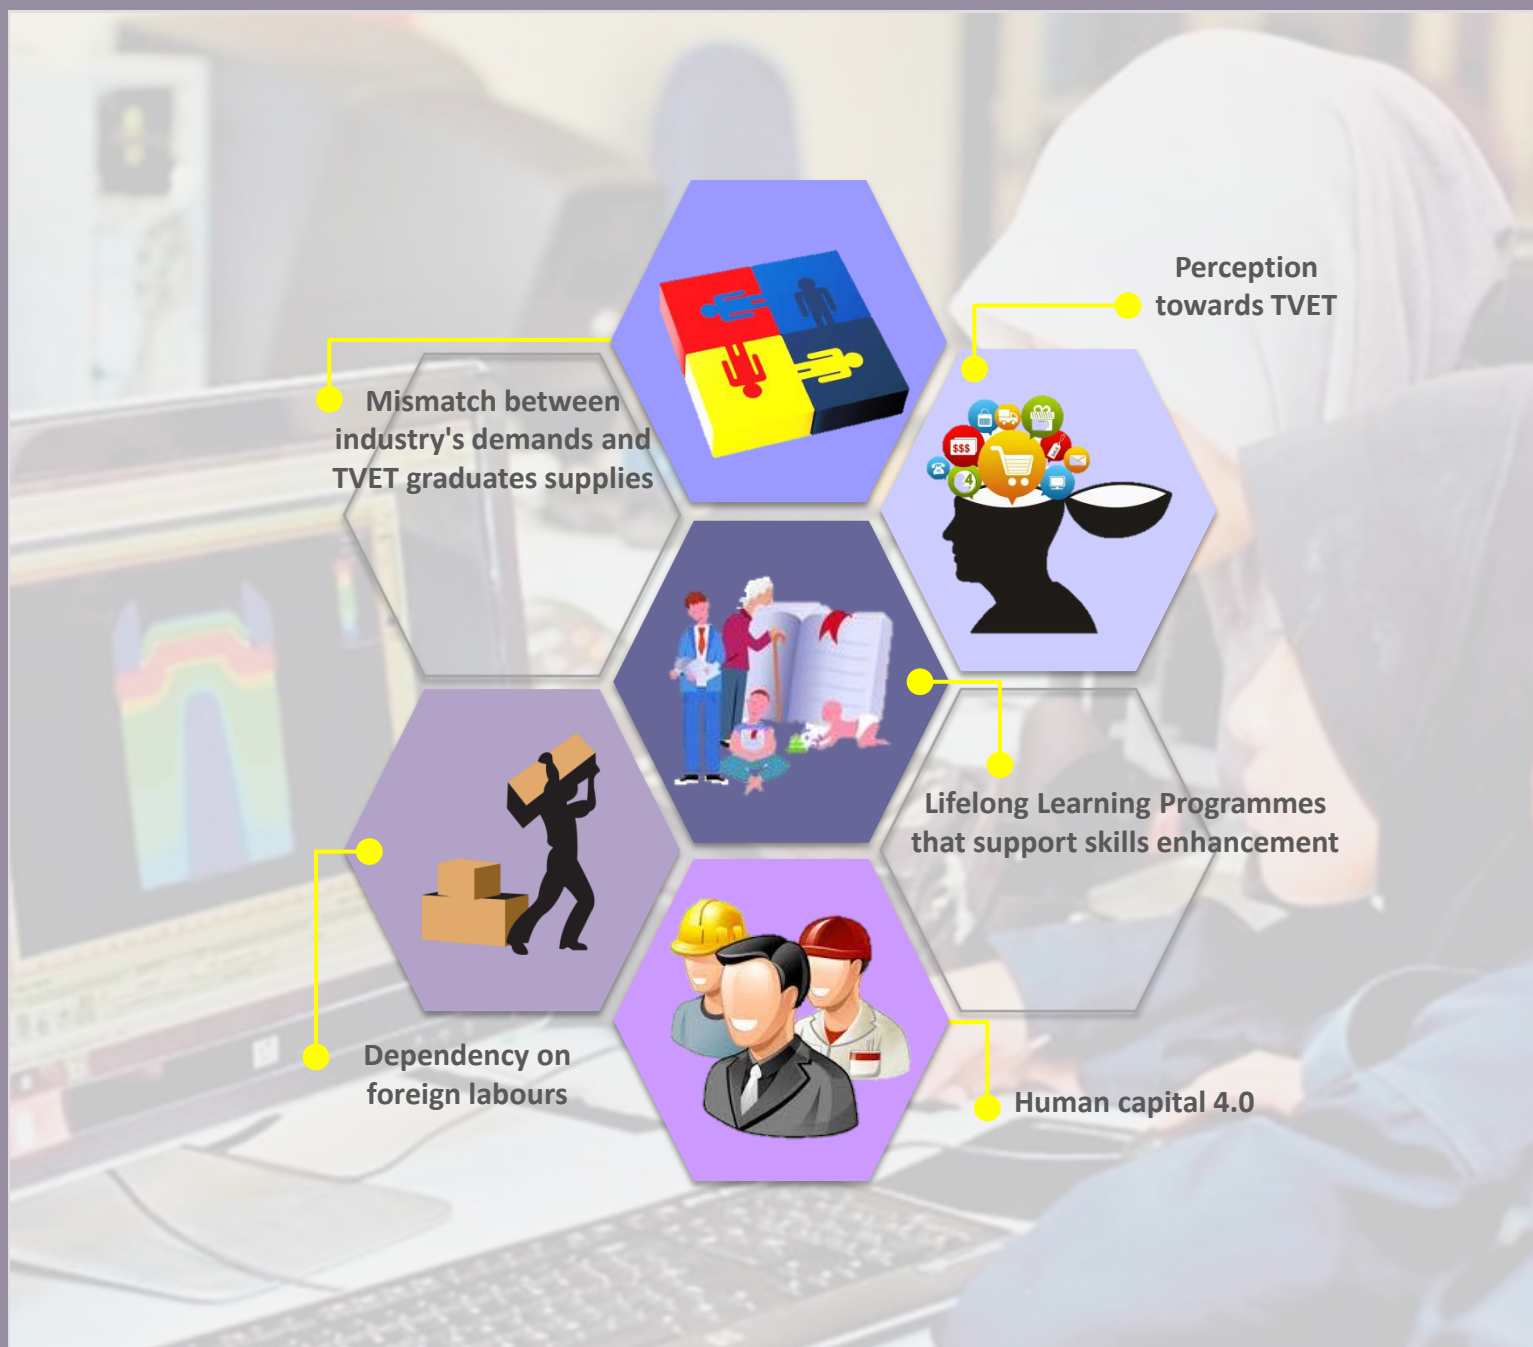 Perception
towards TVET
Mismatch between
industry's demands and
TVET graduates supplies
$$$
4
Lifelong Learning Programmes
that support skills enhancement
Dependency on
foreign labours
Human capital 4.0